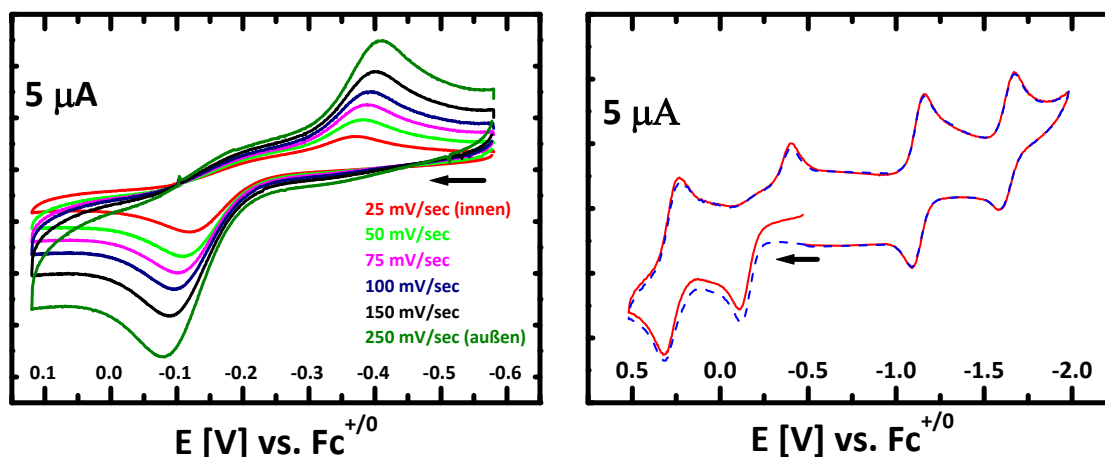 5 μA
25 mV/sec (innen)
50 mV/sec
75 mV/sec
100 mV/sec
150 mV/sec
250 mV/sec (außen)
0.1 0.0 -0.1 -0.2 -0.3 -0.4 -0.5 -0.6
E [V] vs. Fc+/0
5 μA
0.5 0.0 -0.5 -1.0 -1.5 -2.0
E [V] vs. Fc+/0